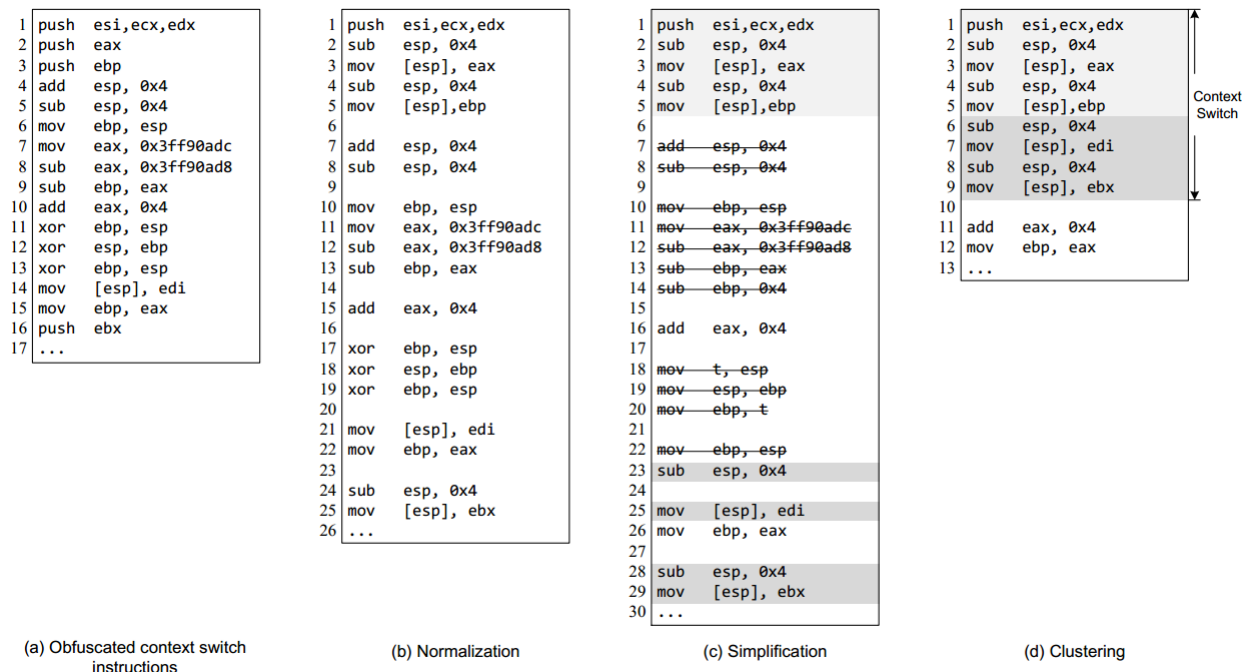 1 push esi,ecx,edx
2 push eax
3 push ebp
4 add esp, 0x4
5 sub esp, 0x4
6 mov ebp, esp
7 mov eax, 0x3ff90adc
8 sub eax, 0x3ff90ad8
9 sub ebp, eax
10 add eax, 0x4
11 xor ebp, esp
12 xor esp, ebp
13 xor ebp, esp
14 mov [esp], edi
15 mov ebp, eax
16 push ebx
17 ...
(a) Obfuscated context switch
instructions
1 push esi,ecx,edx
2 sub esp, 0x4
3 mov [esp], eax
4 sub esp, 0x4
5 mov [esp],ebp
6
7 add esp, 0x4
8 sub esp, 0x4
9
10 mov ebp, esp
11 mov eax, 0x3ff90adc
12 sub eax, 0x3ff90ad8
13 sub ebp, eax
14
15 add eax, 0x4
16
17 xor ebp, esp
18 xor esp, ebp
19 xor ebp, esp
20
21 mov [esp], edi
22 mov ebp, eax
23
24 sub esp, 0x4
25 mov [esp], ebx
26 ...
(b) Normalization
1 push esi,ecx,edx
2 sub esp, 0x4
3 mov [esp], eax
4 sub esp, 0x4
5 mov [esp],ebp
6
7 add esp, 0x4
8 sub esp, 0x4
9
10 mov ebp, esp
11 mov eax, 0x3ff90adc
12 sub eax, 0x3ff90ad8
13 sub ebp, eax
14 sub ebp, 0x4
15
16 add eax, 0x4
17
18 mov t, esp
19 mov esp, ebp
20 mov ebp, t
21
22 mov ebp, esp
23 sub esp, 0x4
24
25 mov [esp], edi
26 mov ebp, eax
27
28 sub esp, 0x4
29 mov [esp], ebx
30 ...
(c) Simplification
1 push esi,ecx,edx
2 sub esp, 0x4
3 mov [esp], eax
4 sub esp, 0x4
5 mov [esp],ebp
6 sub esp, 0x4
7 mov [esp], edi
8 sub esp, 0x4
9 mov [esp], ebx
10
11 add eax, 0x4
12 mov ebp, eax
13 ...
Context
Switch
(d) Clustering